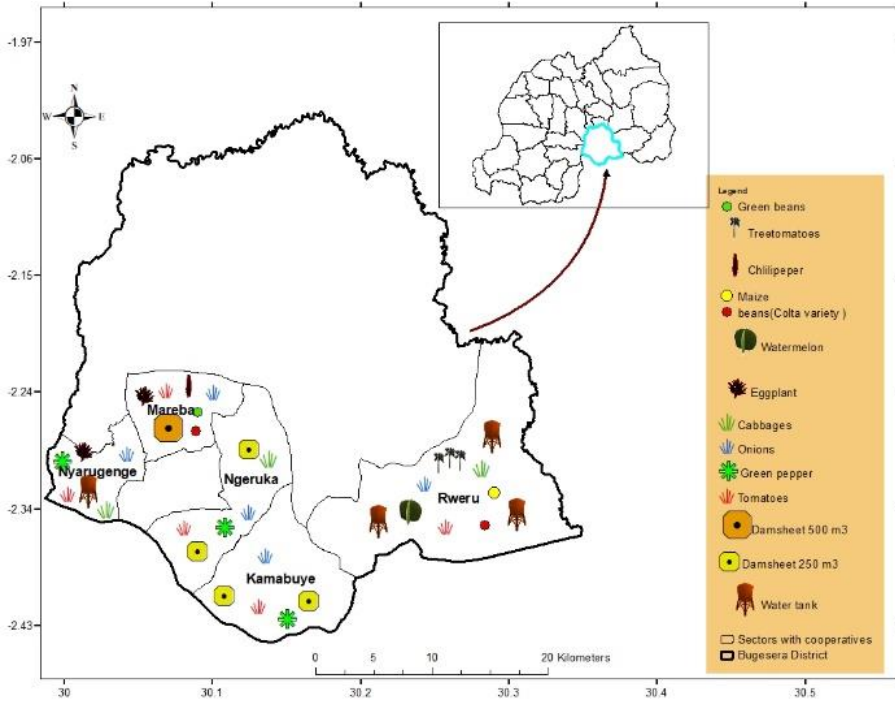 -1.97
-2.06
-2.15
-2.24
-2.34
-2.43
N
W E
S
Mareba
Nyarugenge
Ngeruka
Rweru
Kamabuye
0 5 10 20 Kilometers
30 30.1 30.2 30.3 30.4 30.5
Legend
Green beans
Treetomatoes
Chlilipeper
Maize
beans(Colta variety )
Watermelon
Eggplant
Cabbages
Onions
Green pepper
Tomatoes
Damsheet 500 m3
Damsheet 250 m3
Water tank
Sectors with cooperatives
Bugesera District